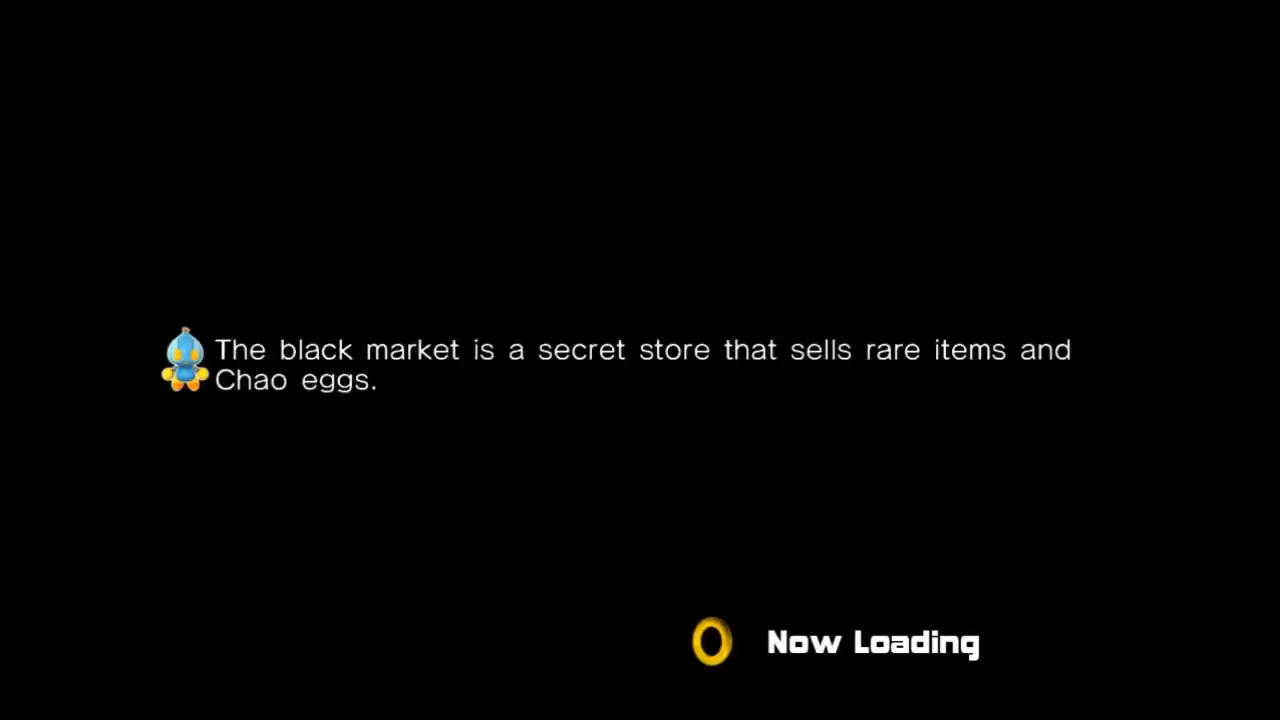 The black market is a secret store that sells rare items and
Chao eggs.
Now Loading